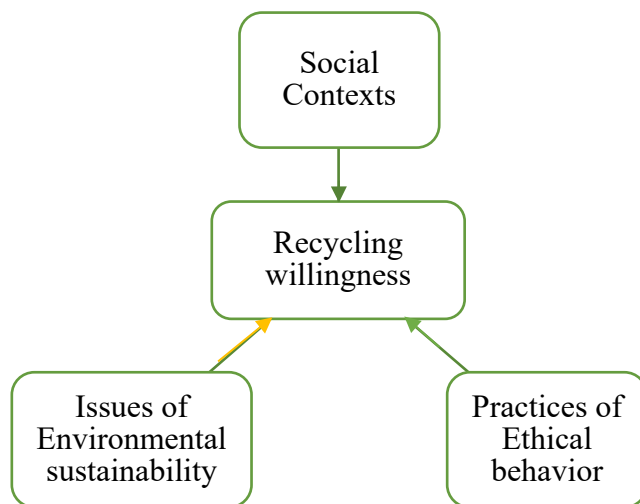 Social
Contexts
Recycling
willingness
Issues of
Environmental
sustainability
Practices of
Ethical
behavior